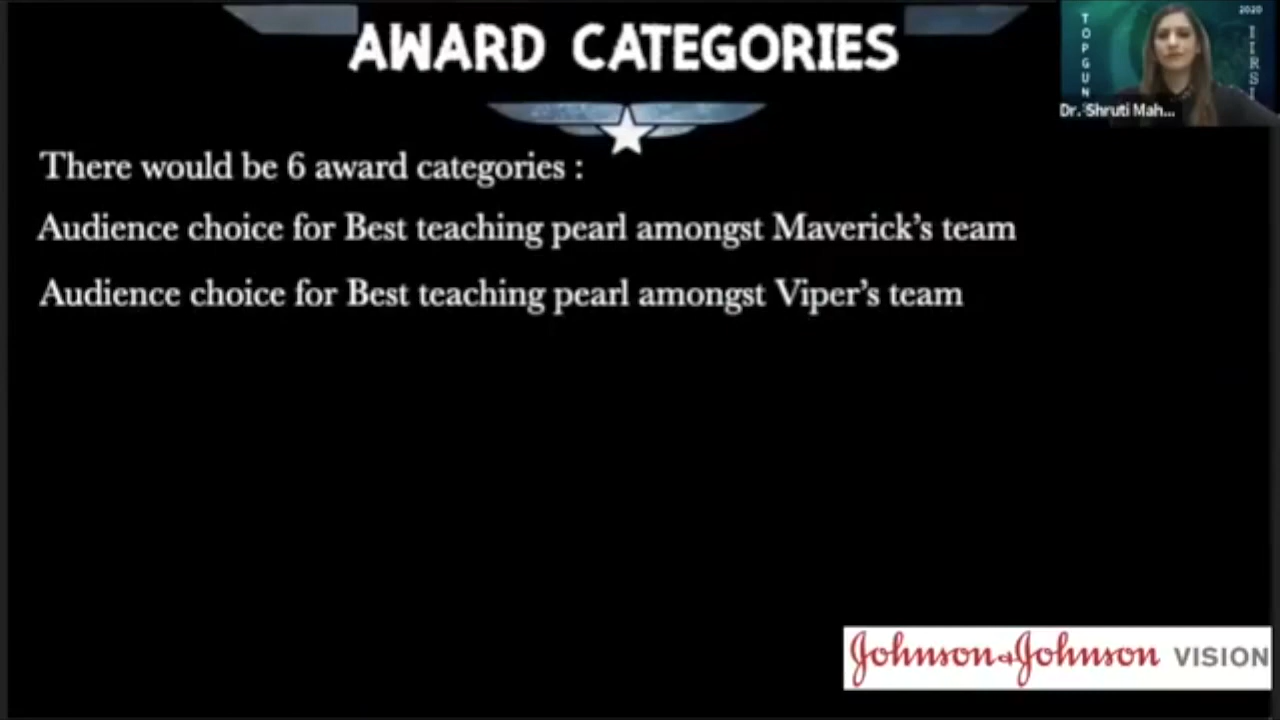 AWARD CATEGORIES
2020
TOPGUN
IIRSI
Dr. Shruti Mah...
There would be 6 award categories :
Audience choice for Best teaching pearl amongst Maverick's team
Audience choice for Best teaching pearl amongst Viper's team
Johnson & Johnson VISION